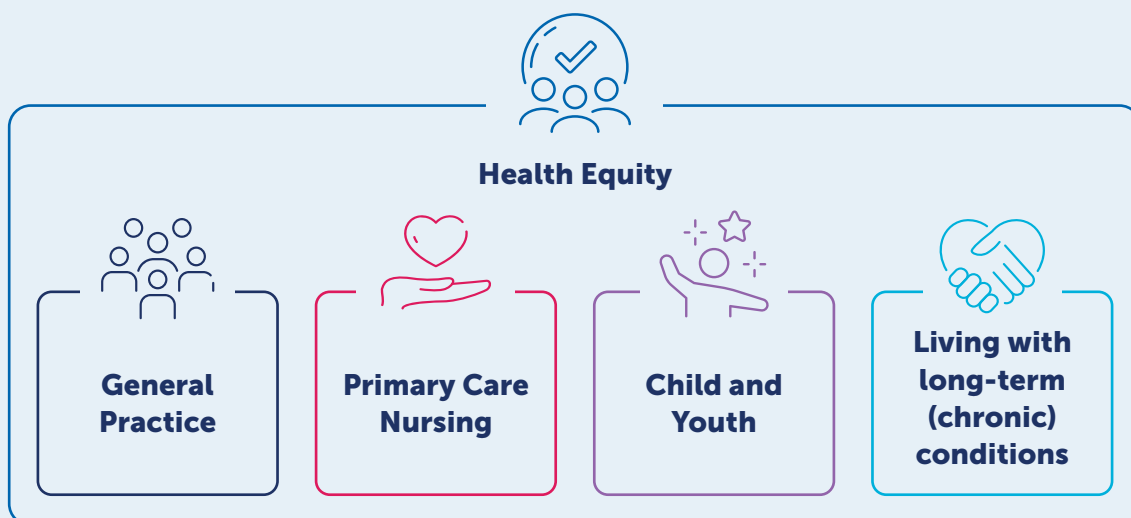 Health Equity
General
Practice
Primary Care
Nursing
Child and
Youth
Living with
long-term
(chronic)
conditions